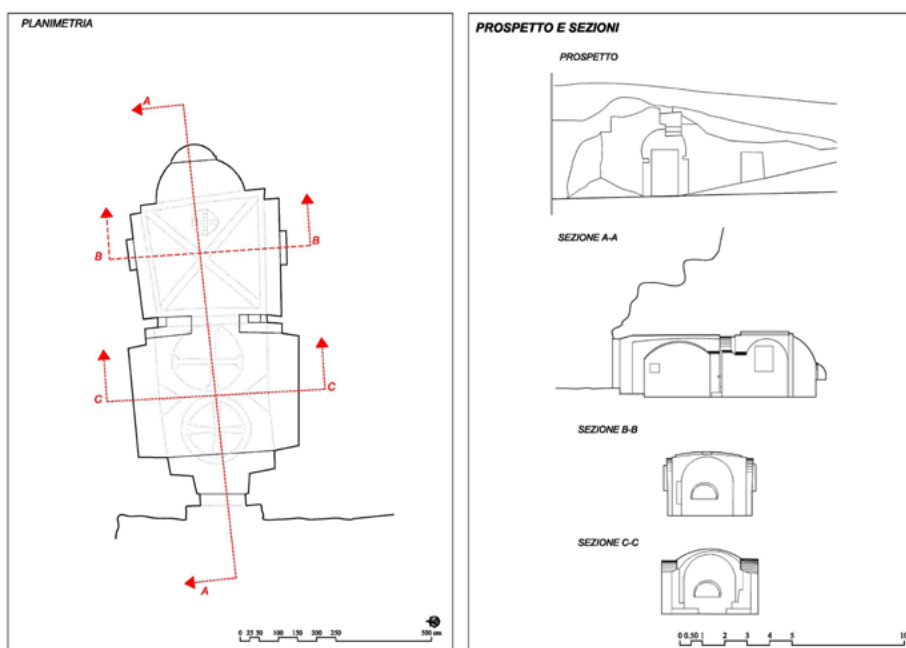 PLANIMETRIA
A
B
B
C
C
A
0 25 50 100 150 200 250 500 cm
PROSPETTO E SEZIONI
PROSPETTO
SEZIONE A-A
SEZIONE B-B
SEZIONE C-C
0 0.50 1 2 3 4 5 10